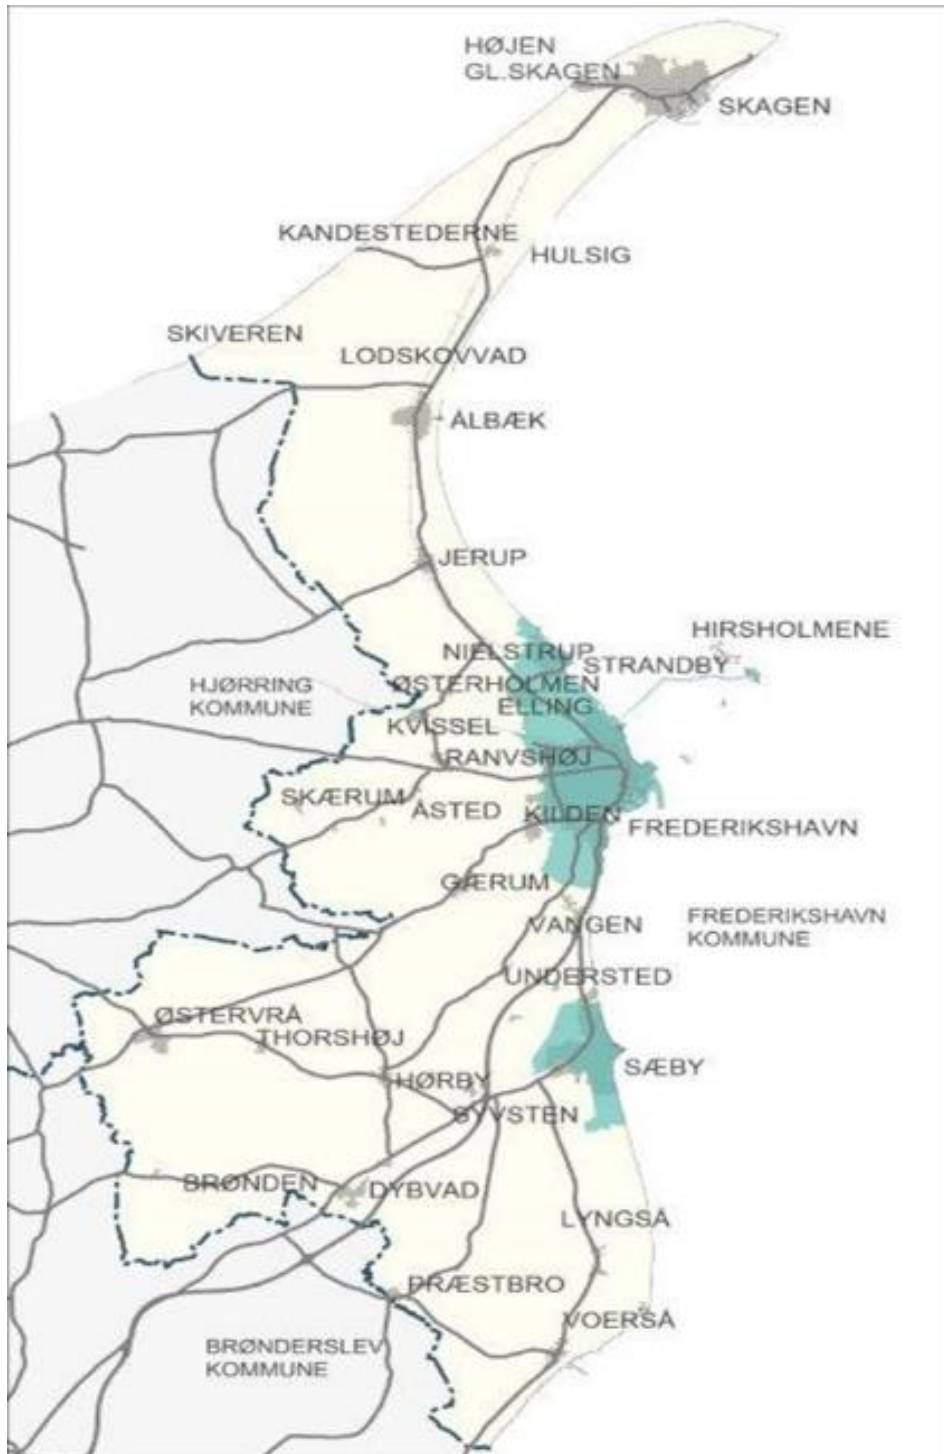 HØJEN
GL.SKAGEN
SKAGEN
KANDESTEDERNE
HULSIG
SKIVEREN
LODSKOVVAD
ÅLBÆK
JERUP
HIRSHOLMENE
NIELSTRUP
STRANDBY
ØSTERHOLMEN
HJØRRING
KOMMUNE
ELLING
KVISSEL
RANVSHØJ
SKÆRUM
ÅSTED
KILDEN
FREDERIKSHAVN
GÆRUM
VANGEN
FREDERIKSHAVN
KOMMUNE
UNDERSTED
ØSTERVRÅ
THORSHØJ
SÆBY
HØRBY
SYVSTEN
BRØNDEN
DYBVAD
LYNGSÅ
PRÆSTBRO
VOERSÅ
BRØNDERSLEV
KOMMUNE